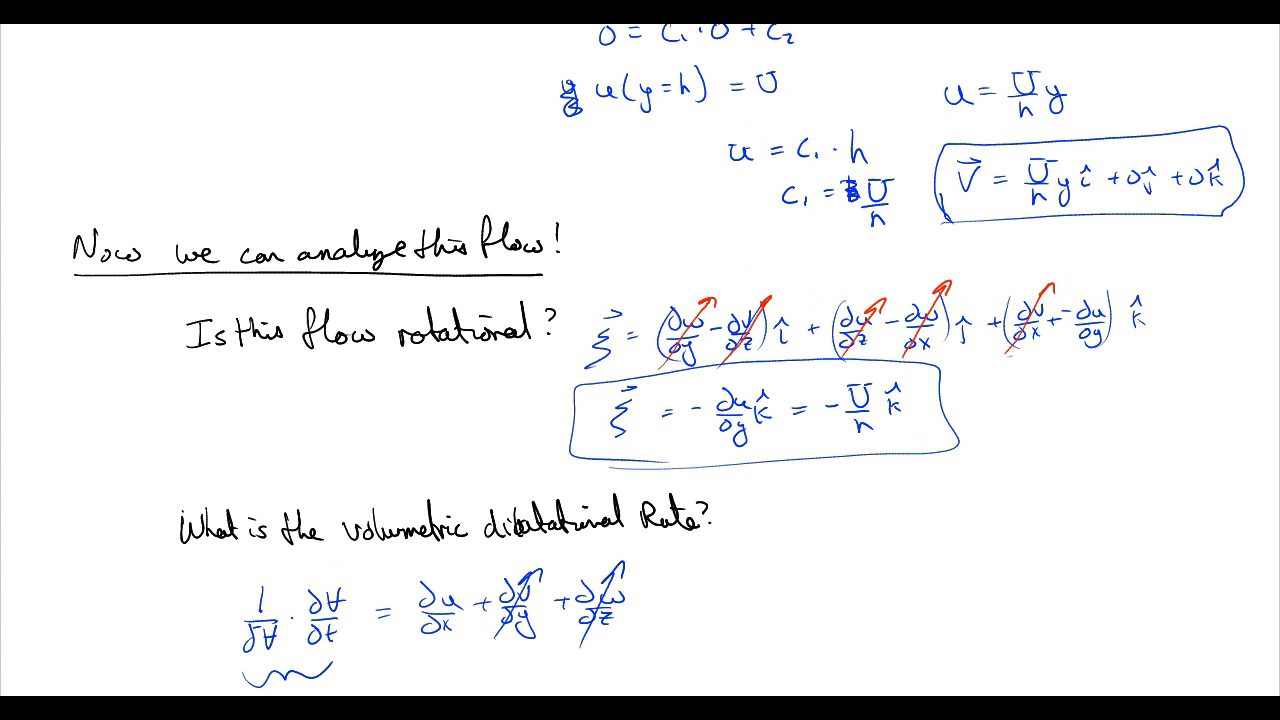 0 = C₁ · 0 + C₂
u(y=h) = U
u = U/h y
u = C₁ · h
C₁ = U/h
V⃗ = U/h y î + 0ĵ + 0k̂
Now we can analyze this flow!
Is this flow rotational?
ξ⃗ = (∂w/∂y − ∂v/∂z) î + (∂u/∂z − ∂w/∂x) ĵ + (∂v/∂x + − ∂u/∂y) k̂
ξ⃗ = − ∂u/∂y k̂ = − U/h k̂
What is the volumetric dilatational Rate?
1/δV · ∂V/∂t = ∂u/∂x + ∂v/∂y + ∂w/∂z